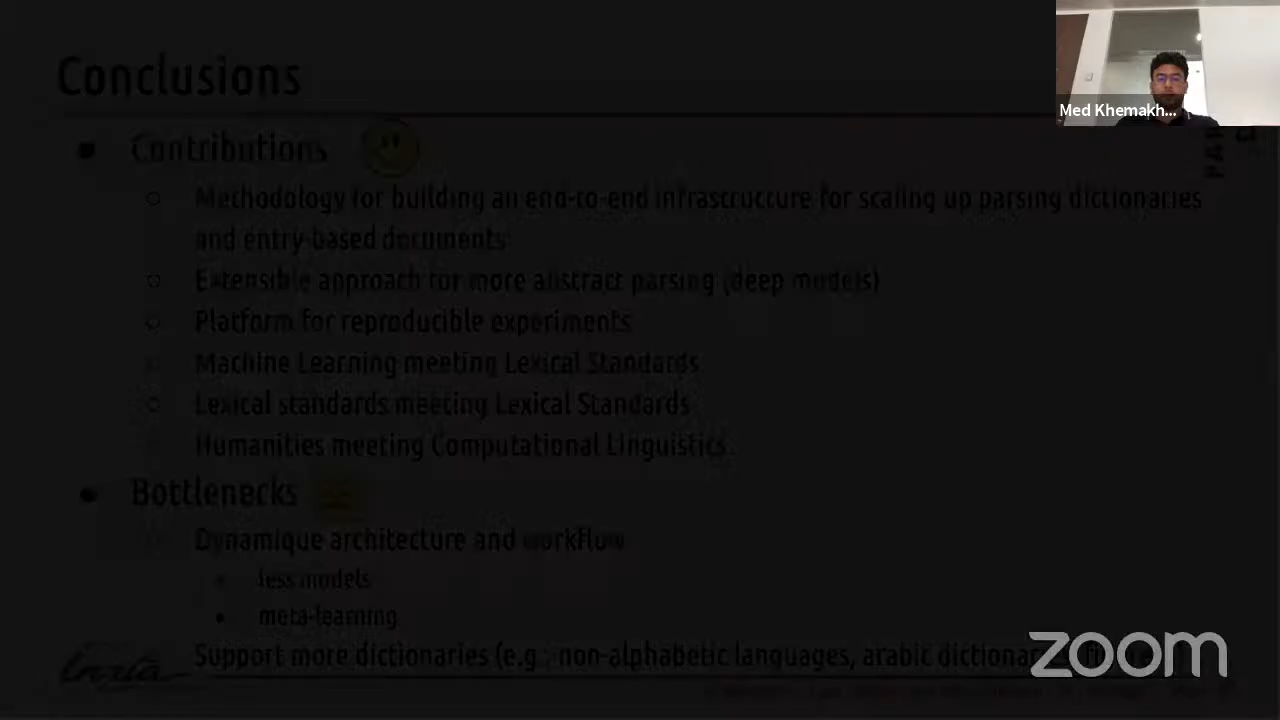 Conclusions
Med Khemakh...
Contributions
Methodology for building an end-to-end infrastructure for scaling up parsing dictionaries
and entry-based documents
Extensible approach for more abstract parsing (deep models)
Platform for reproducible experiments
Machine Learning meeting Lexical Standards
Lexical standards meeting Lexical Standards
Humanities meeting Computational Linguistics
Bottlenecks
Dynamique architecture and workflow
less models
meta-learning
Support more dictionaries (e.g. non-alphabetic languages, arabic
zoom
Inria